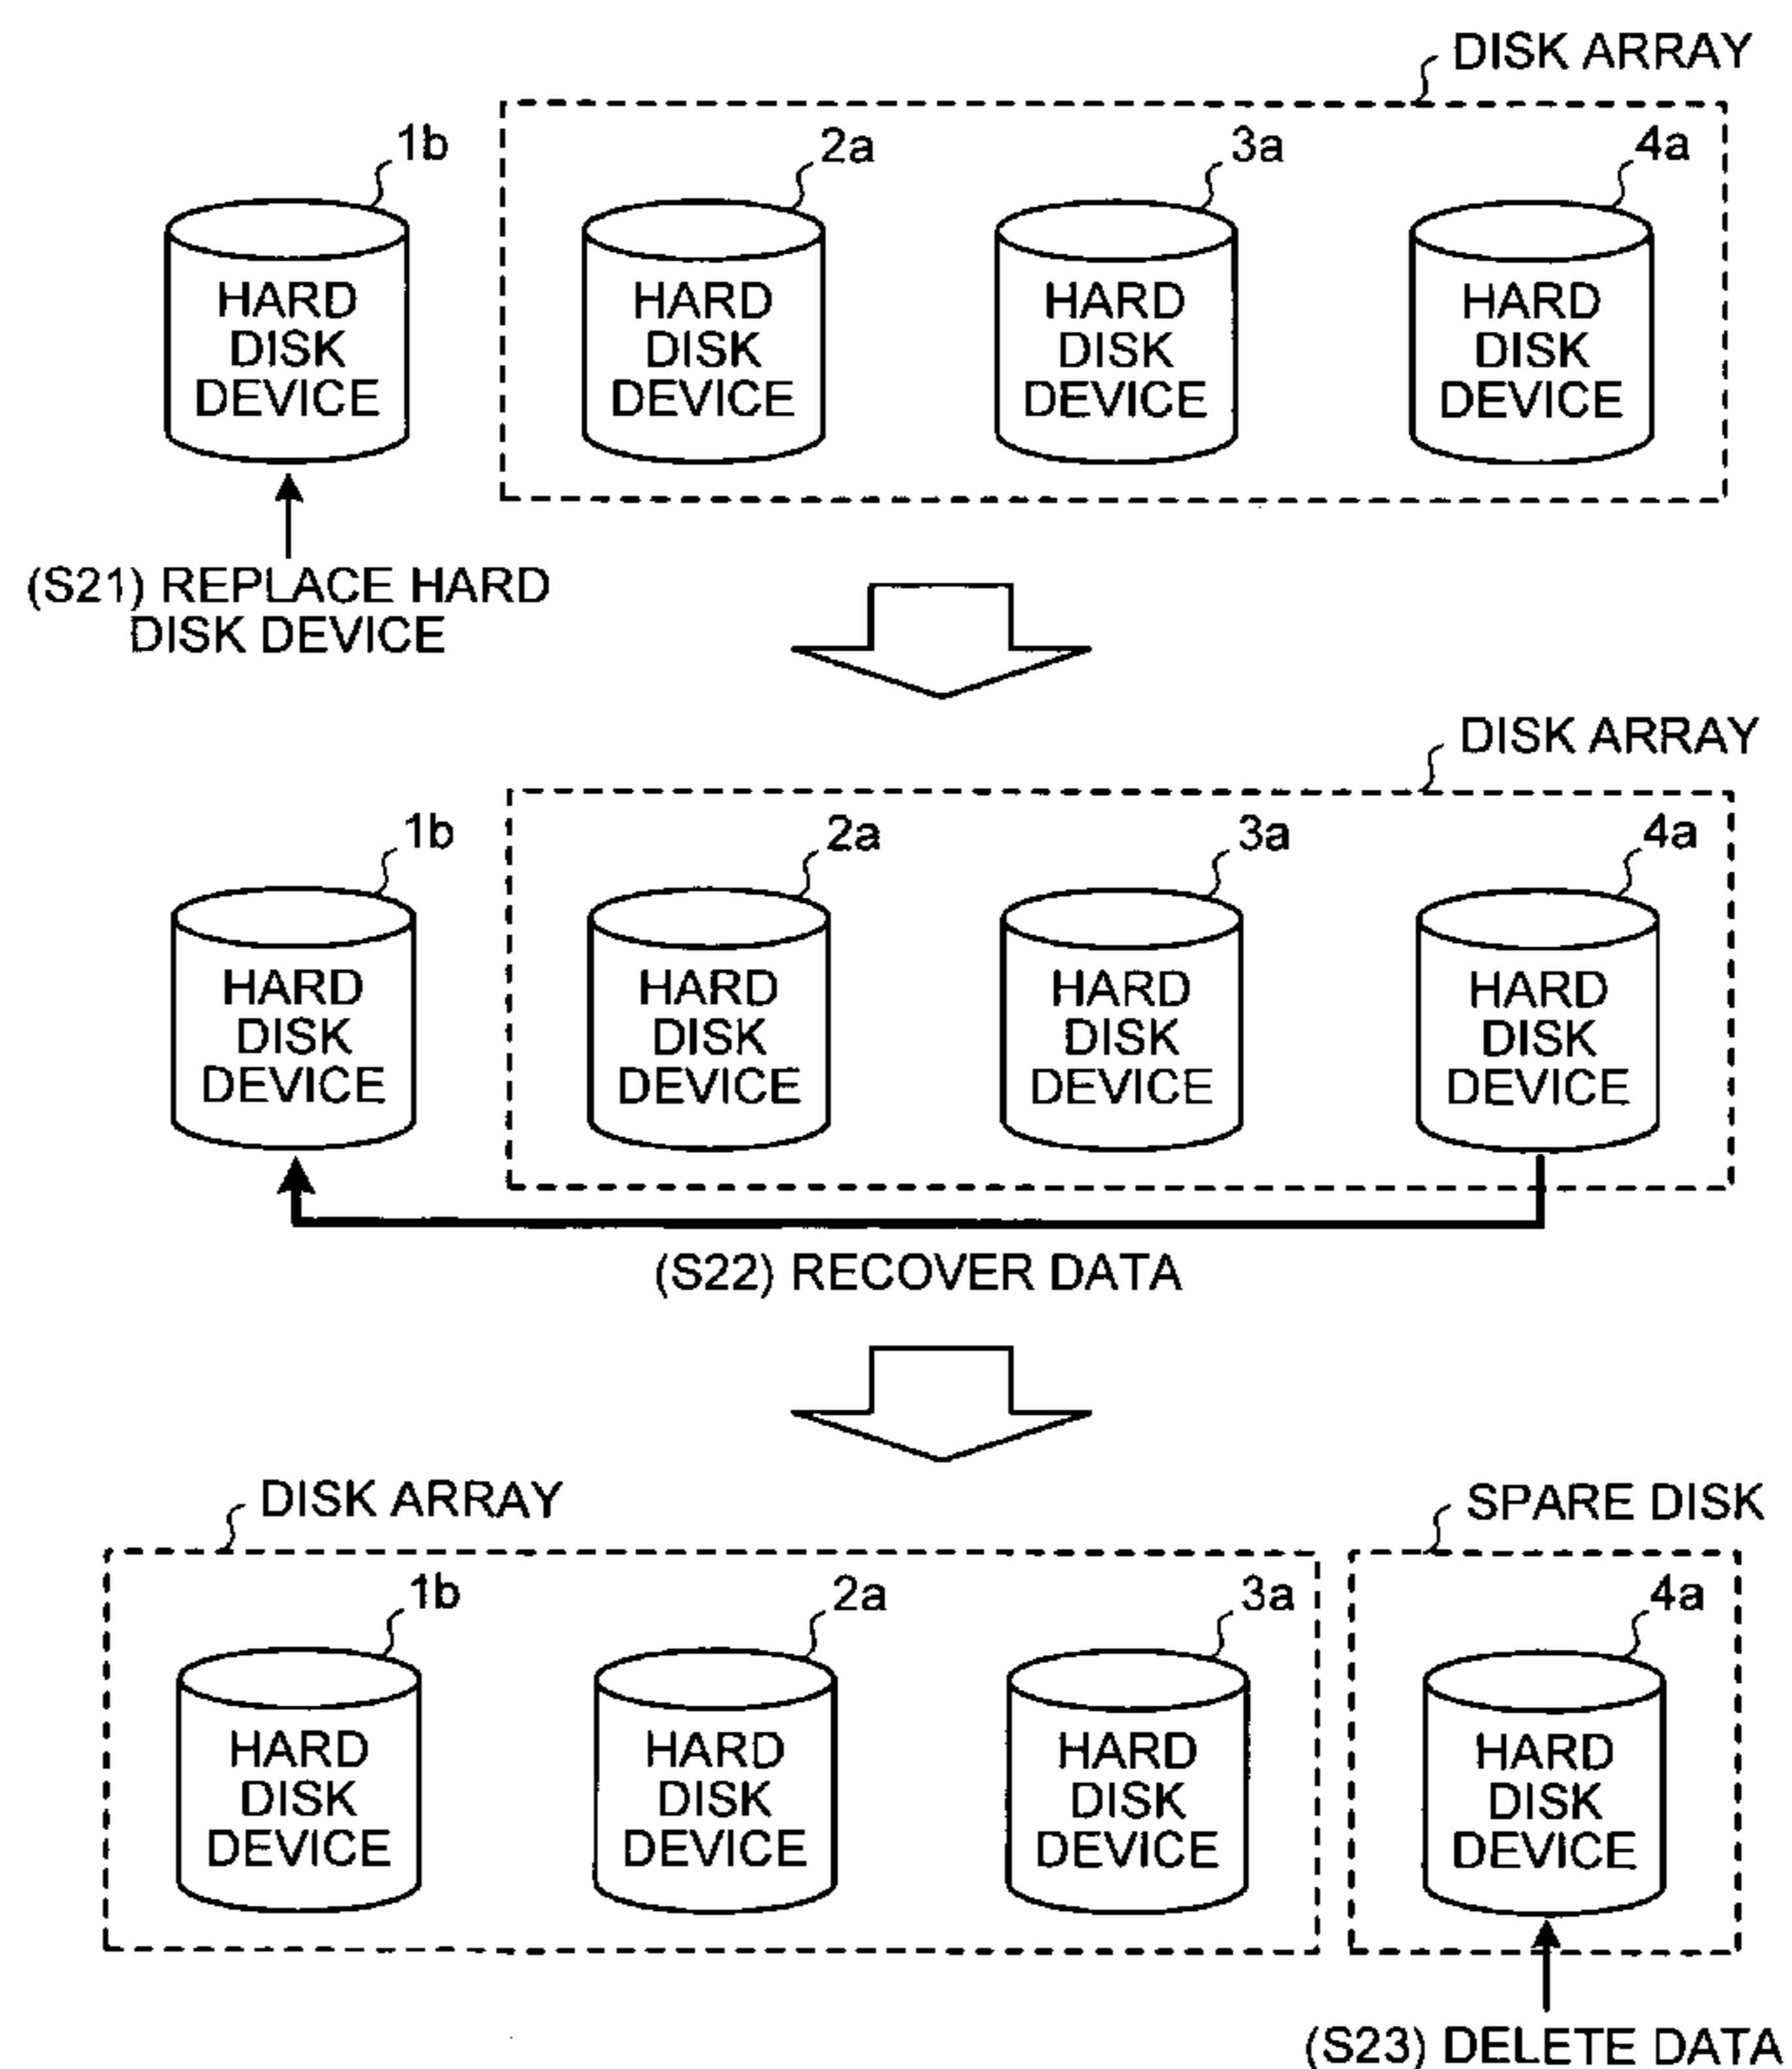 DISK ARRAY
1b
2a
3a
4a
HARD
DISK
DEVICE
HARD
DISK
DEVICE
HARD
DISK
DEVICE
HARD
DISK
DEVICE
(S21) REPLACE HARD
DISK DEVICE
DISK ARRAY
1b
2a
3a
4a
HARD
DISK
DEVICE
HARD
DISK
DEVICE
HARD
DISK
DEVICE
HARD
DISK
DEVICE
(S22) RECOVER DATA
DISK ARRAY
SPARE DISK
1b
2a
3a
4a
HARD
DISK
DEVICE
HARD
DISK
DEVICE
HARD
DISK
DEVICE
HARD
DISK
DEVICE
(S23) DELETE DATA